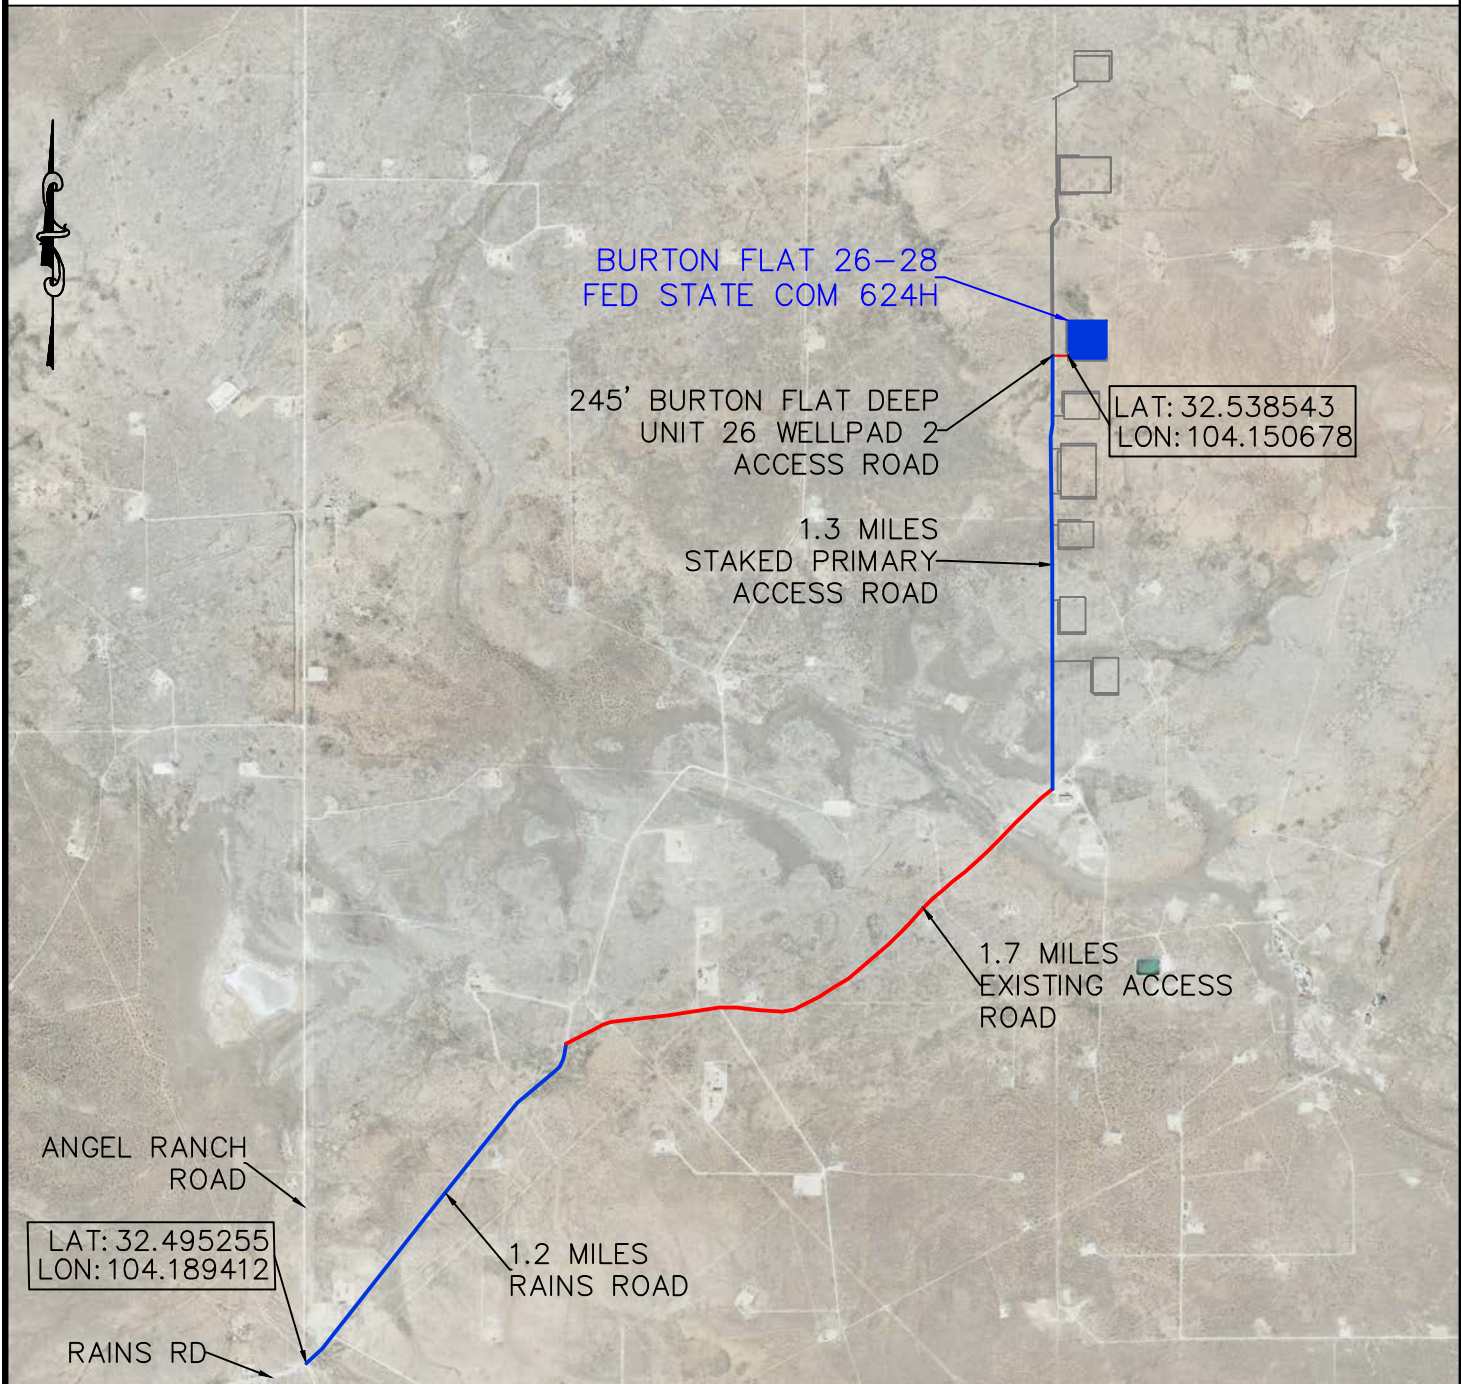 BURTON FLAT 26-28
FED STATE COM 624H
245' BURTON FLAT DEEP
UNIT 26 WELLPAD 2
ACCESS ROAD
LAT: 32.538543
LON: 104.150678
1.3 MILES
STAKED PRIMARY
ACCESS ROAD
1.7 MILES
EXISTING ACCESS
ROAD
ANGEL RANCH
ROAD
LAT: 32.495255
LON: 104.189412
1.2 MILES
RAINS ROAD
RAINS RD